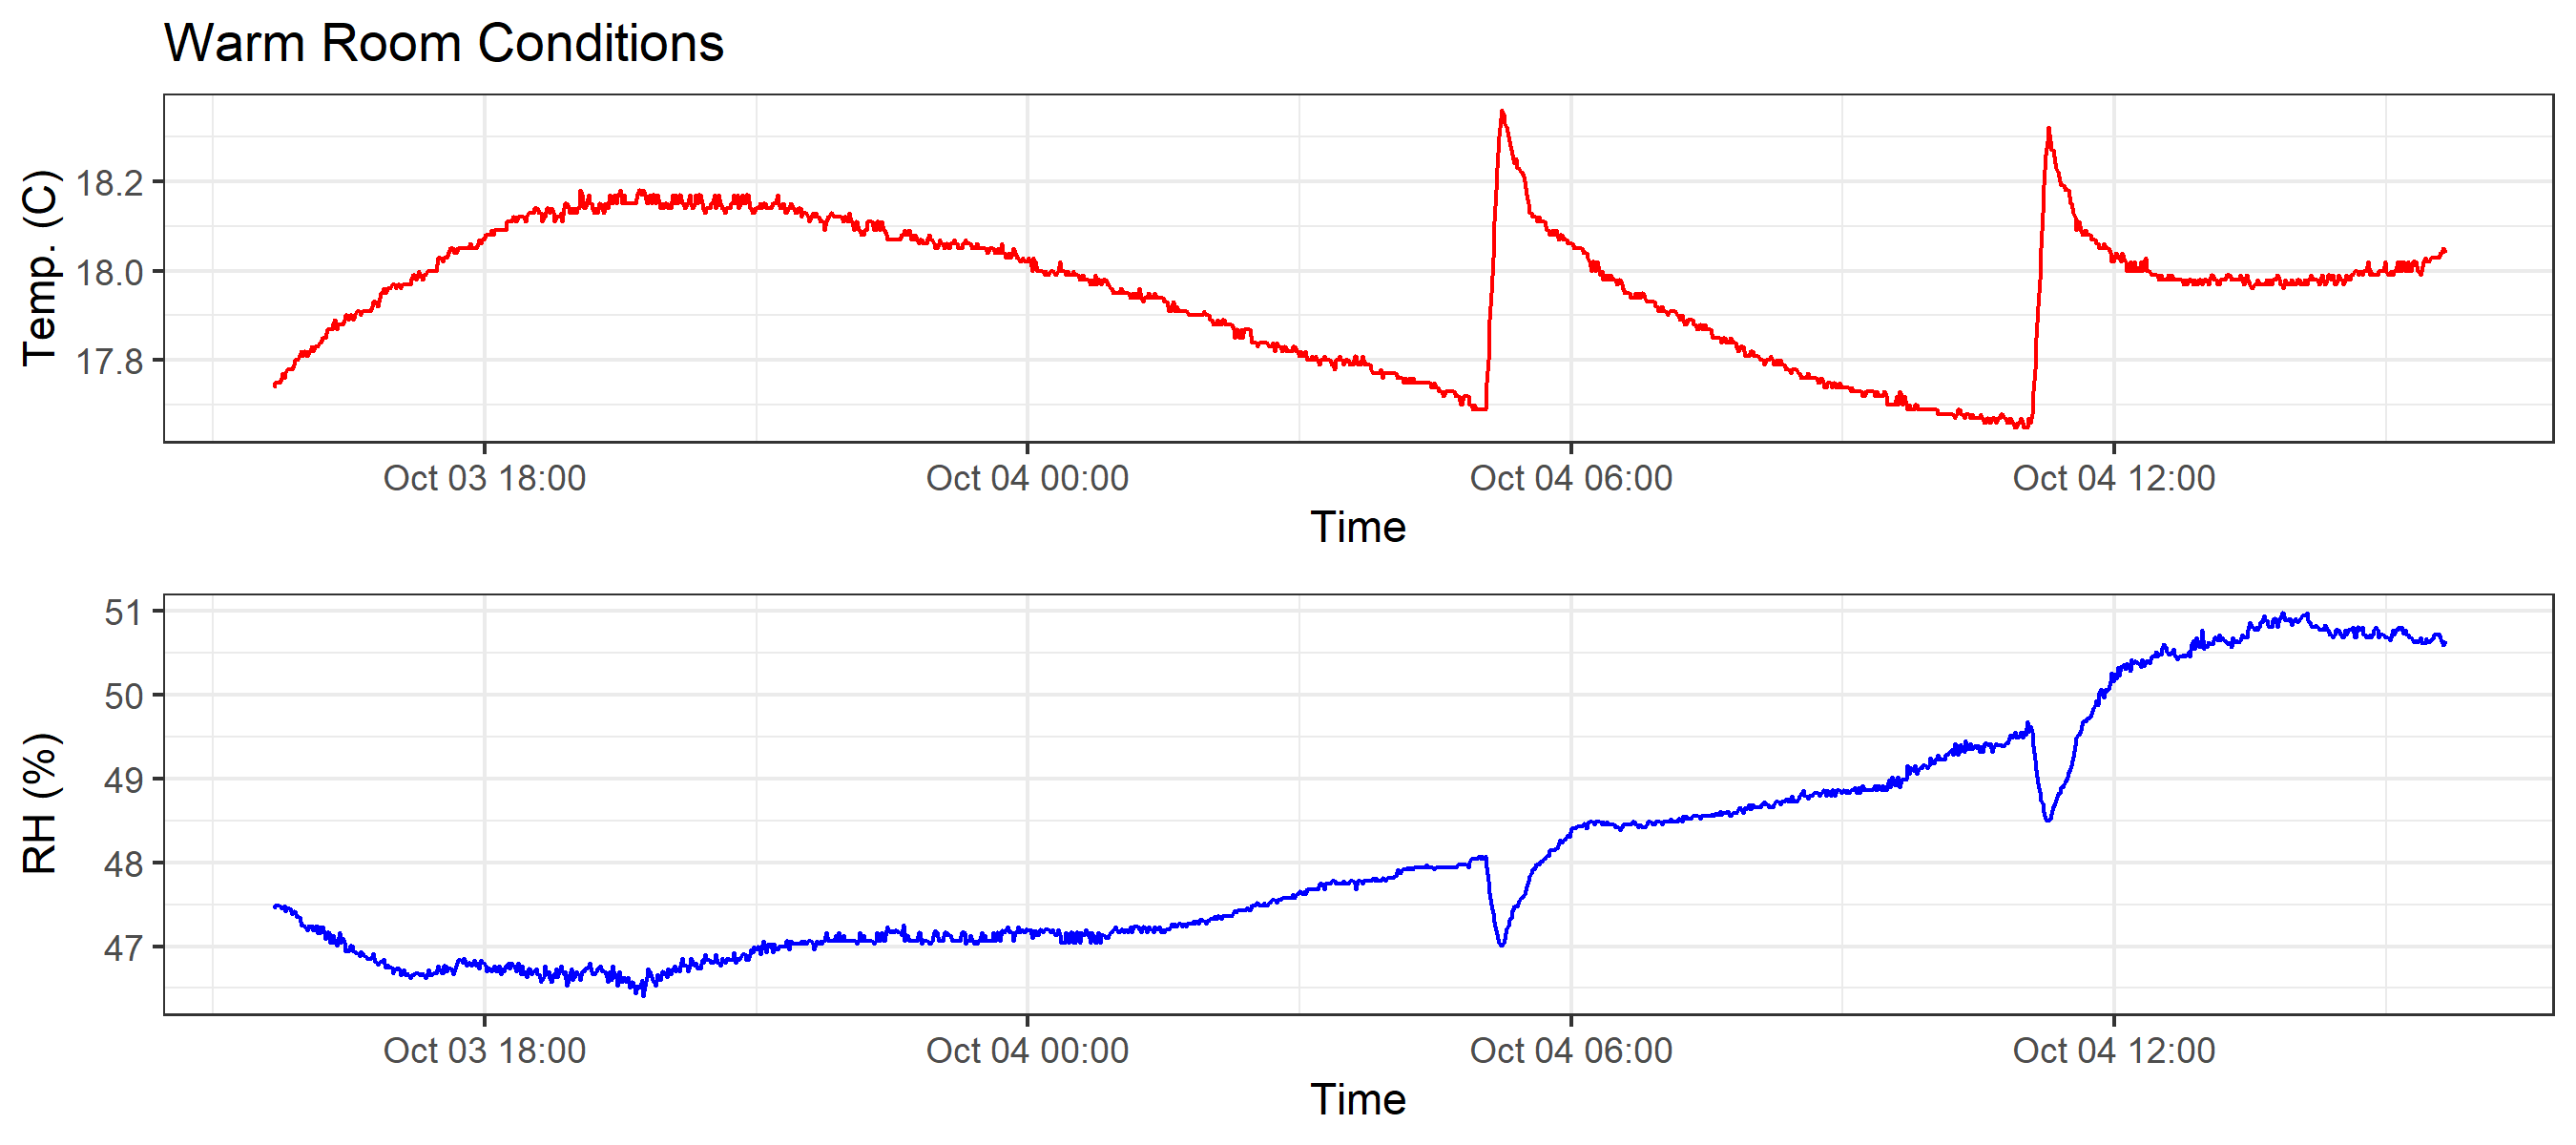 Warm Room Conditions
Temp. (C)
18.2
18.0
17.8
Oct 03 18:00 Oct 04 00:00 Oct 04 06:00 Oct 04 12:00
Time
RH (%)
51
50
49
48
47
Oct 03 18:00 Oct 04 00:00 Oct 04 06:00 Oct 04 12:00
Time